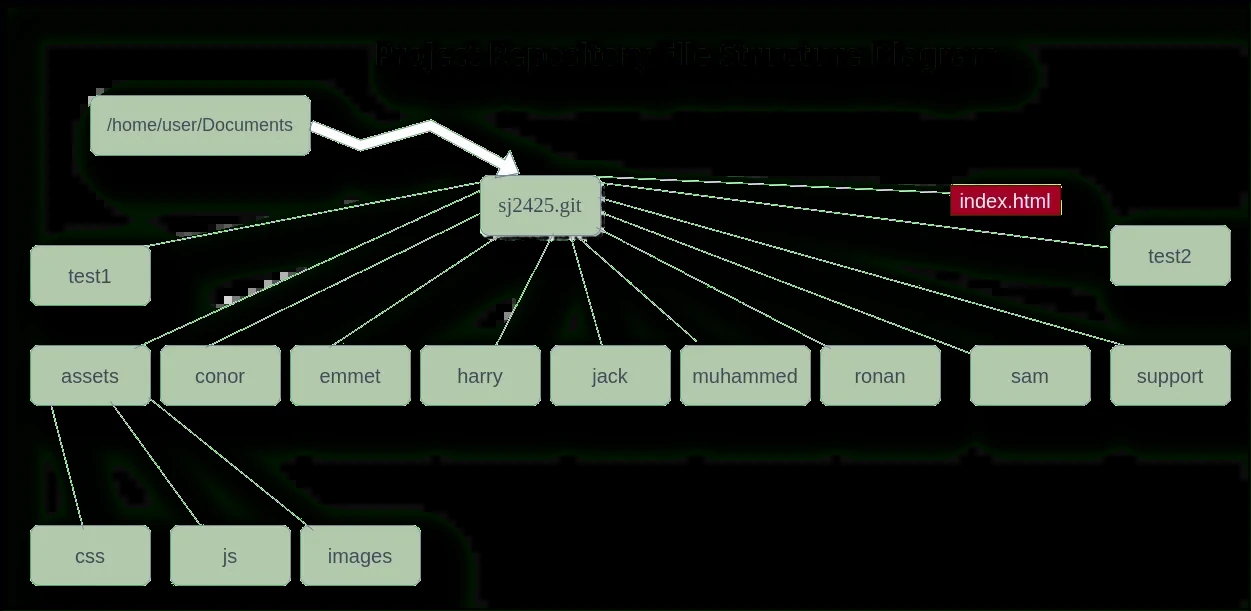 Project Repository File Structure Diagram
/home/user/Documents
sj2425.git
index.html
test1
test2
assets
conor
emmet
harry
jack
muhammed
ronan
sam
support
css
js
images